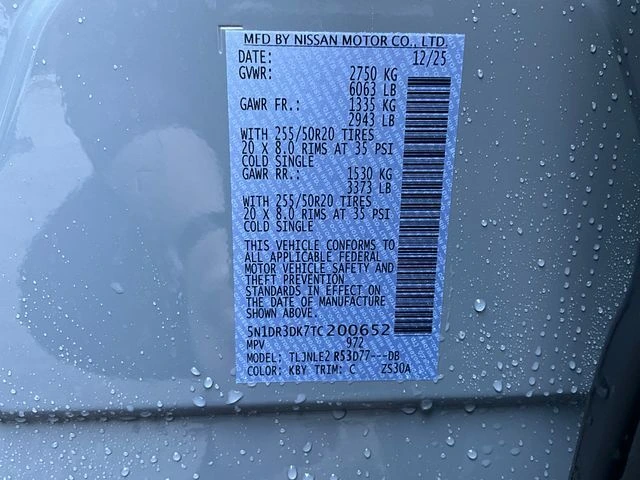 MFD BY NISSAN MOTOR CO., LTD.
DATE: 12/25
GVWR: 2750 KG
6063 LB
GAWR FR.: 1335 KG
2943 LB
WITH 255/50R20 TIRES
20 X 8.0 RIMS AT 35 PSI
COLD SINGLE
GAWR RR.: 1530 KG
3373 LB
WITH 255/50R20 TIRES
20 X 8.0 RIMS AT 35 PSI
COLD SINGLE
THIS VEHICLE CONFORMS TO
ALL APPLICABLE FEDERAL
MOTOR VEHICLE SAFETY AND
THEFT PREVENTION
STANDARDS IN EFFECT ON
THE DATE OF MANUFACTURE
SHOWN ABOVE.
5N1DR3DK7TC200652
MPV 972
MODEL: TLJNLE2 R53D77---DB
COLOR: KBY TRIM: C ZS30A